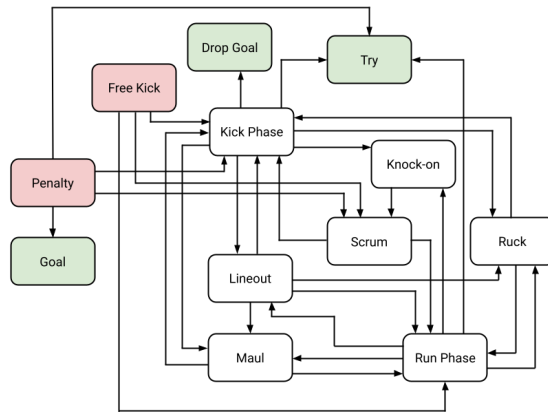 Drop Goal
Try
Free Kick
Kick Phase
Knock-on
Penalty
Scrum
Ruck
Goal
Lineout
Maul
Run Phase